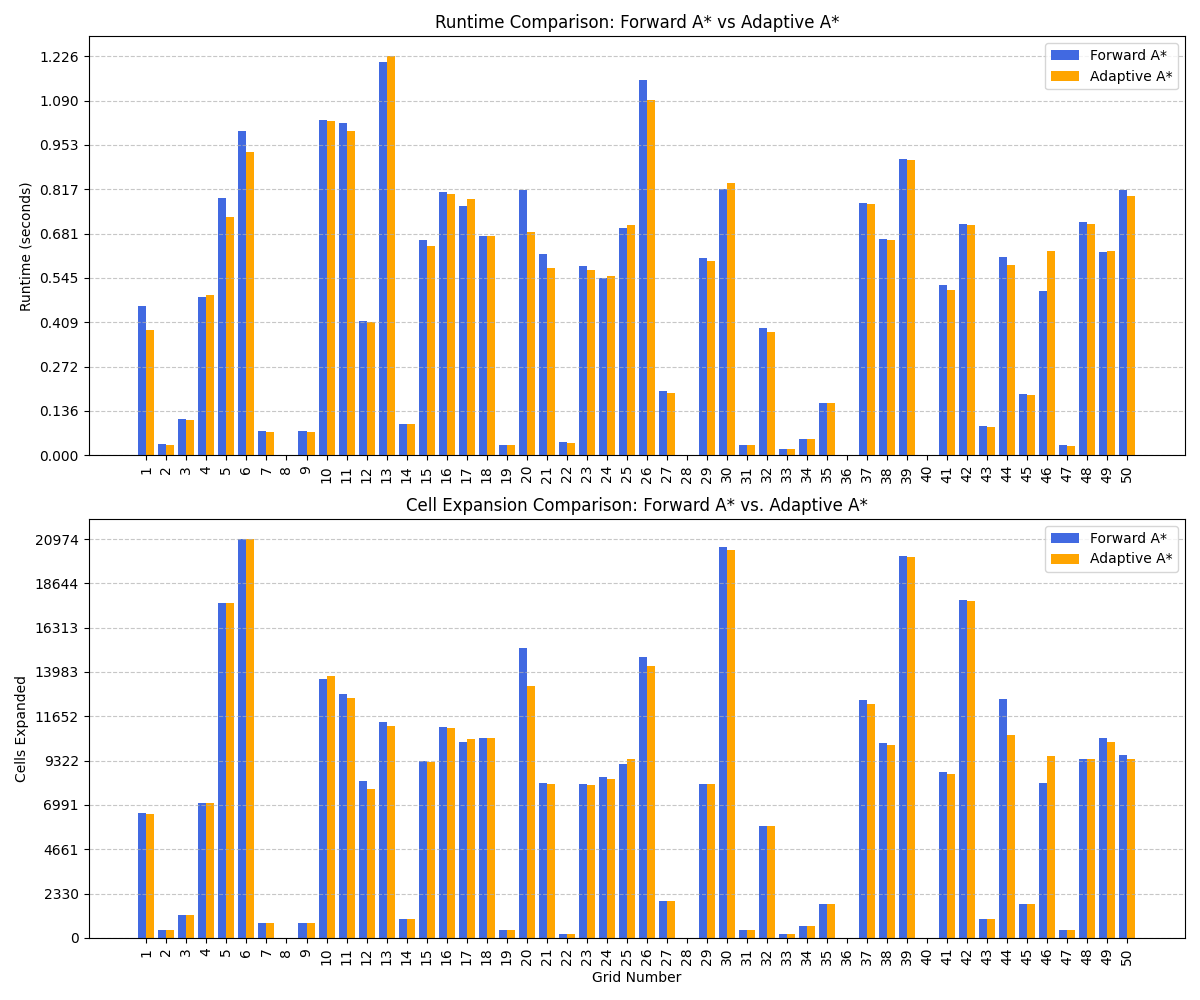 Runtime Comparison: Forward A* vs Adaptive A*
Runtime (seconds)
1.226
1.090
0.953
0.817
0.681
0.545
0.409
0.272
0.136
0.000
Forward A*
Adaptive A*
1 2 3 4 5 6 7 8 9 10 11 12 13 14 15 16 17 18 19 20 21 22 23 24 25 26 27 28 29 30 31 32 33 34 35 36 37 38 39 40 41 42 43 44 45 46 47 48 49 50
Cell Expansion Comparison: Forward A* vs. Adaptive A*
Cells Expanded
20974
18644
16313
13983
11652
9322
6991
4661
2330
0
Forward A*
Adaptive A*
1 2 3 4 5 6 7 8 9 10 11 12 13 14 15 16 17 18 19 20 21 22 23 24 25 26 27 28 29 30 31 32 33 34 35 36 37 38 39 40 41 42 43 44 45 46 47 48 49 50
Grid Number